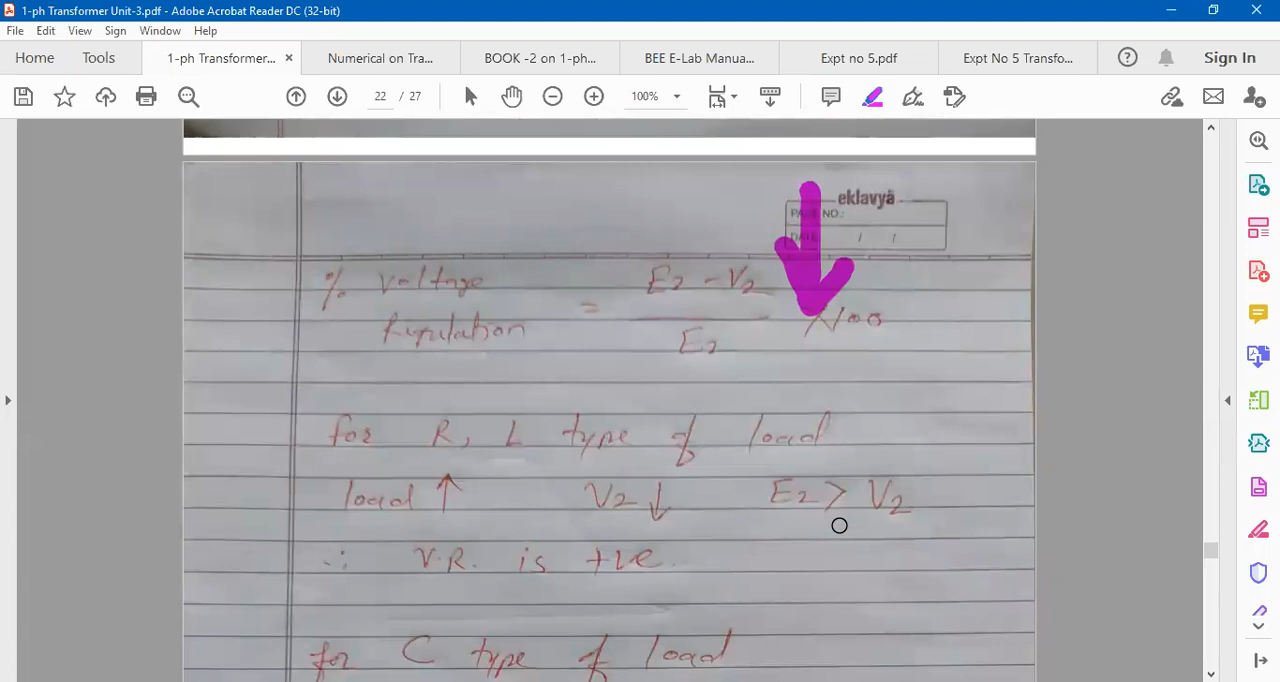 1-ph Transformer Unit-3.pdf - Adobe Acrobat Reader DC (32-bit)
File Edit View Sign Window Help
Home Tools 1-ph Transformer... × Numerical on Tra... BOOK -2 on 1-ph... BEE E-Lab Manua... Expt no 5.pdf Expt No 5 Transfo... Sign In
22 / 27 100%
eklavyā
PAGE NO.:
DATE / /
% voltage Regulation = E2 - V2 / E2 × 100
for R, L type of load
load ↑ V2 ↓ E2 > V2
∴ V.R. is +ve.
for C type of load